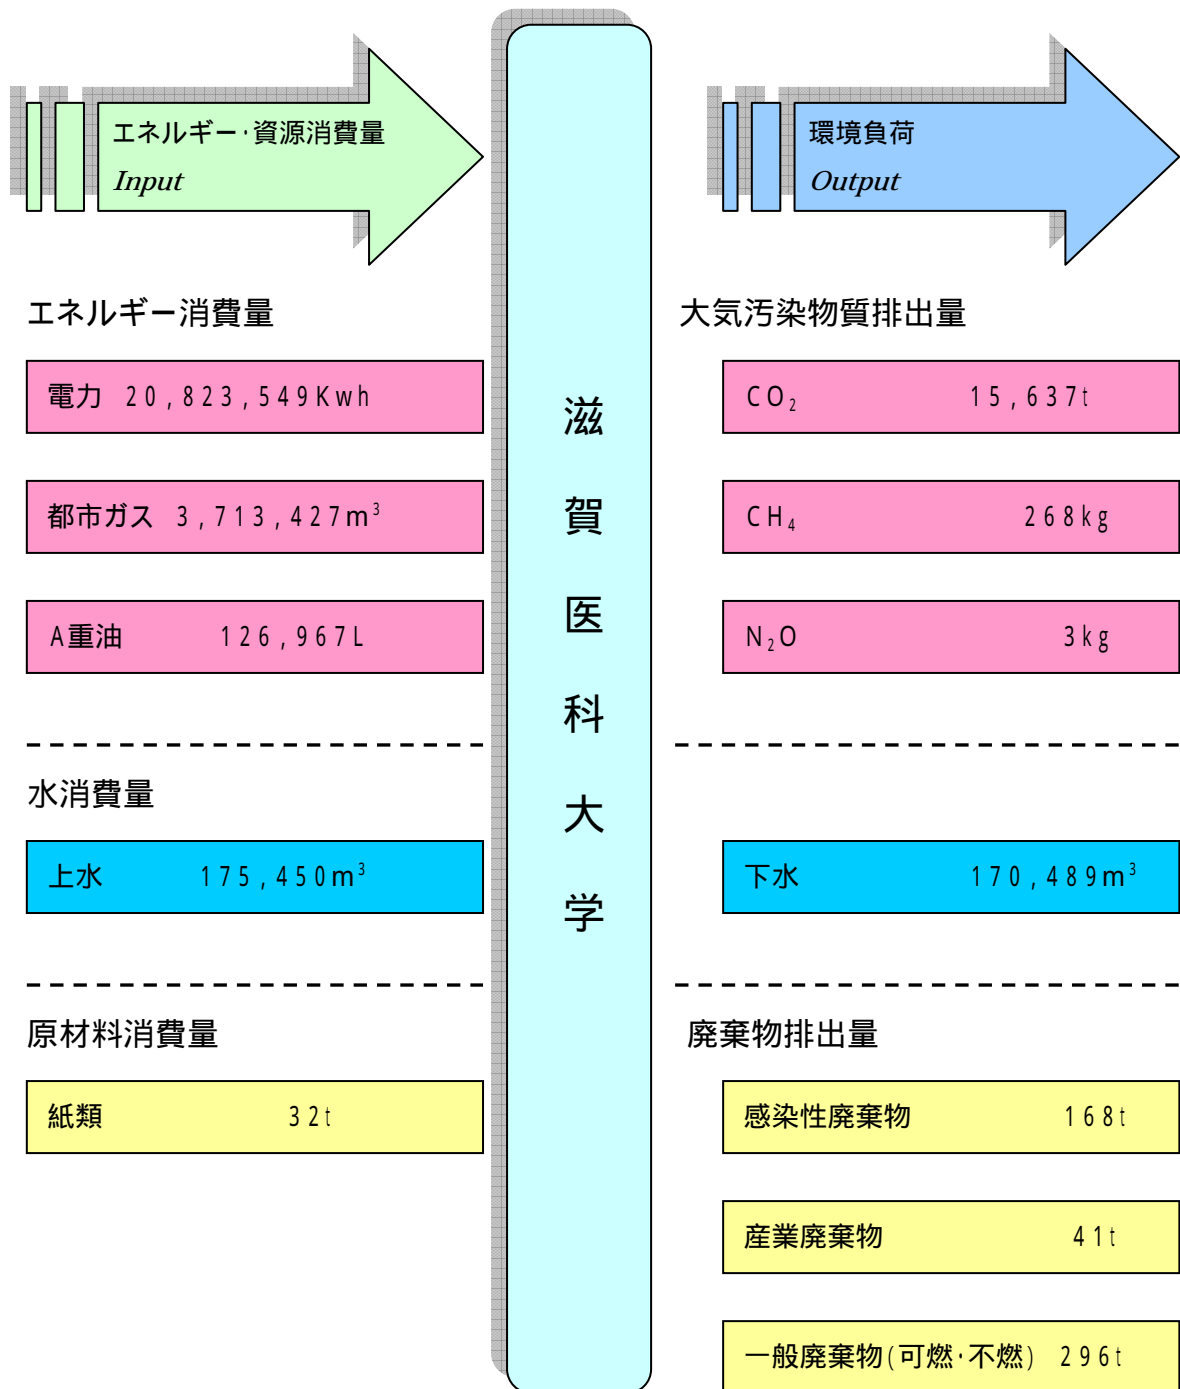 エネルギー・資源消費量
Input
エネルギー消費量
電力 20,823,549Kwh
都市ガス 3,713,427m³
A重油 126,967L
水消費量
上水 175,450m³
原材料消費量
紙類 32t
滋賀医科大学
環境負荷
Output
大気汚染物質排出量
CO₂ 15,637t
CH₄ 268kg
N₂O 3kg
下水 170,489m³
廃棄物排出量
感染性廃棄物 168t
産業廃棄物 41t
一般廃棄物(可燃・不燃) 296t